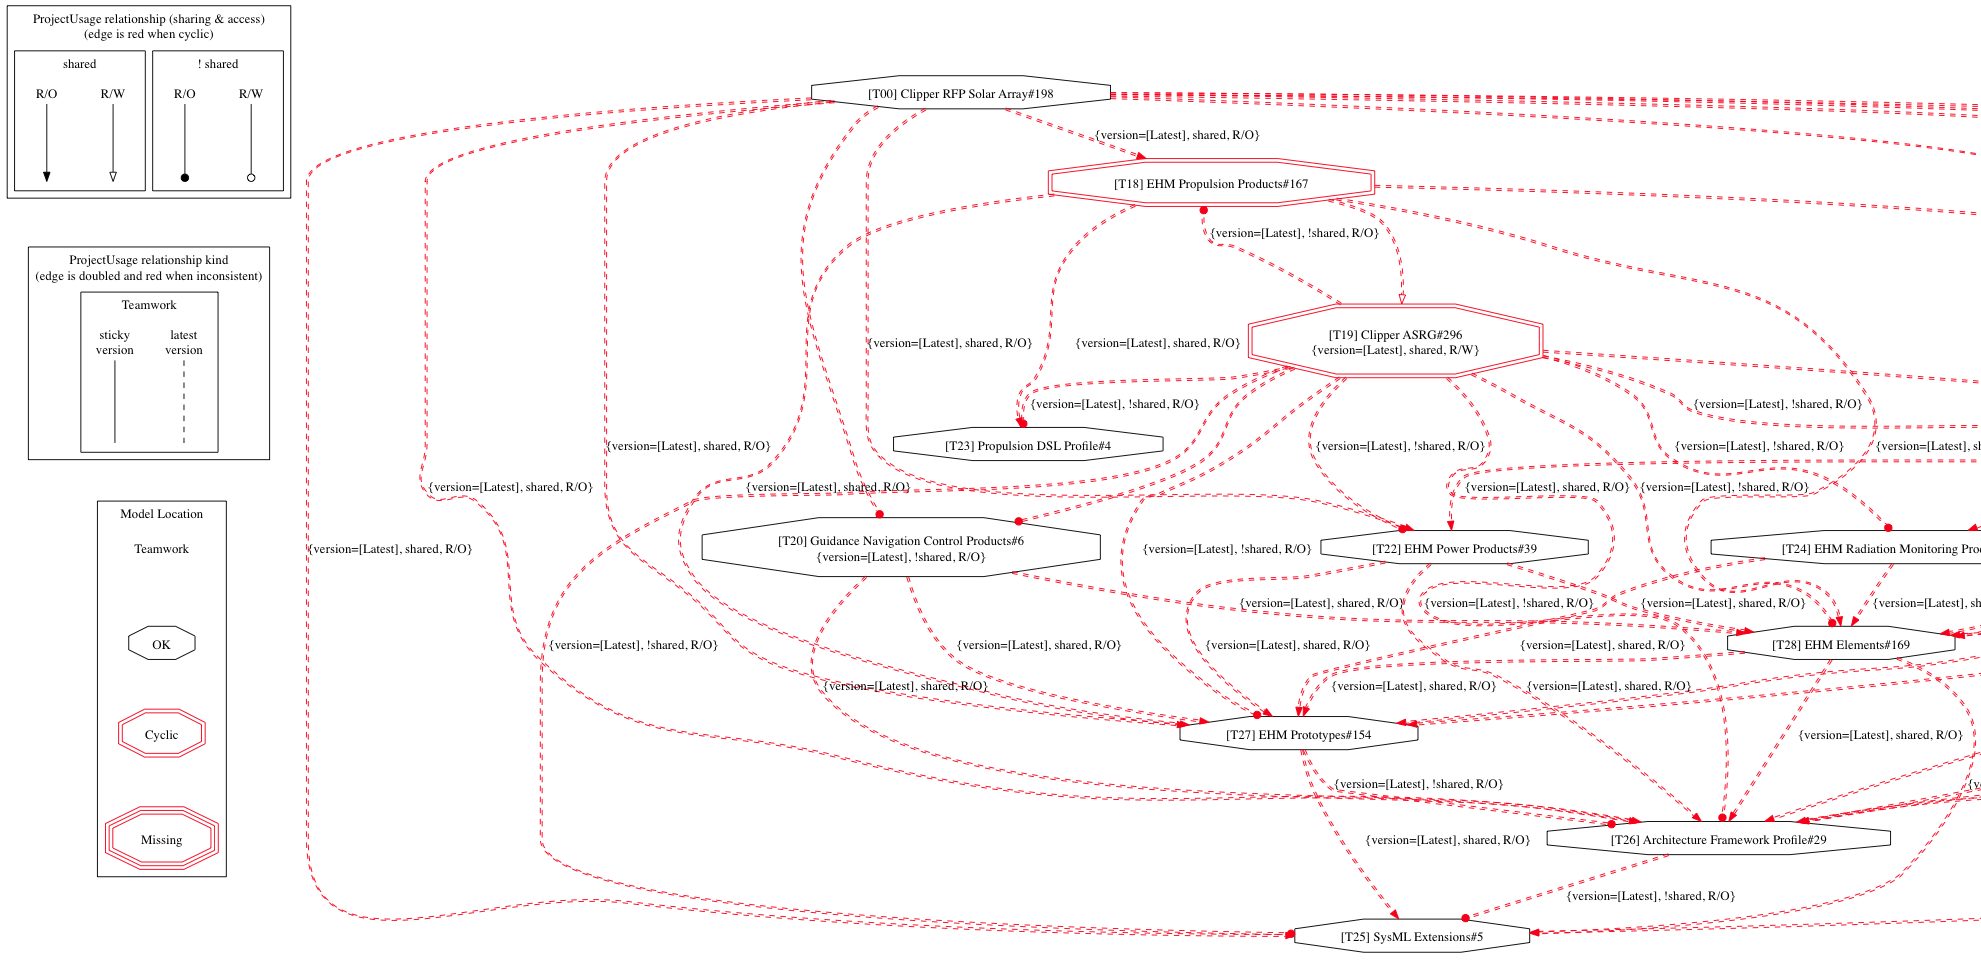 ProjectUsage relationship (sharing & access)
(edge is red when cyclic)
shared
! shared
R/O
R/W
R/O
R/W
ProjectUsage relationship kind
(edge is doubled and red when inconsistent)
Teamwork
sticky
version
latest
version
Model Location
Teamwork
OK
Cyclic
Missing
[T00] Clipper RFP Solar Array#198
{version=[Latest], shared, R/O}
[T18] EHM Propulsion Products#167
{version=[Latest], !shared, R/O}
[T19] Clipper ASRG#296
{version=[Latest], shared, R/W}
{version=[Latest], shared, R/O}
{version=[Latest], shared, R/O}
{version=[Latest], !shared, R/O}
{version=[Latest], !shared, R/O}
[T23] Propulsion DSL Profile#4
{version=[Latest], shared, R/O}
{version=[Latest], !shared, R/O}
{version=[Latest], !shared, R/O}
{version=[Latest], s
{version=[Latest], shared, R/O}
{version=[Latest], shared, R/O}
{version=[Latest], shared, R/O}
{version=[Latest], !shared, R/O}
{version=[Latest], shared, R/O}
[T20] Guidance Navigation Control Products#6
{version=[Latest], !shared, R/O}
{version=[Latest], !shared, R/O}
[T22] EHM Power Products#39
[T24] EHM Radiation Monitoring Pro
{version=[Latest], shared, R/O}
{version=[Latest], !shared, R/O}
{version=[Latest], shared, R/O}
{version=[Latest], s
{version=[Latest], !shared, R/O}
{version=[Latest], shared, R/O}
{version=[Latest], shared, R/O}
{version=[Latest], shared, R/O}
[T28] EHM Elements#169
{version=[Latest], shared, R/O}
{version=[Latest], shared, R/O}
{version=[Latest], shared, R/O}
[T27] EHM Prototypes#154
{version=[Latest], shared, R/O}
{version=[Latest], !shared, R/O}
{v
{version=[Latest], shared, R/O}
[T26] Architecture Framework Profile#29
{version=[Latest], !shared, R/O}
[T25] SysML Extensions#5